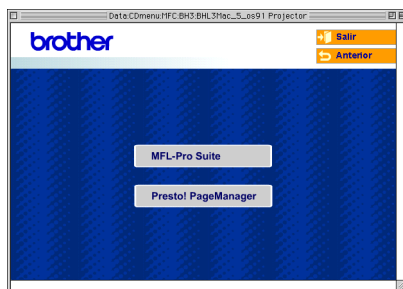 Data:CDmenu:MFC:BH3:BHL3Mac_5_os91 Projector
brother
Salir
Anterior
MFL-Pro Suite
Presto! PageManager